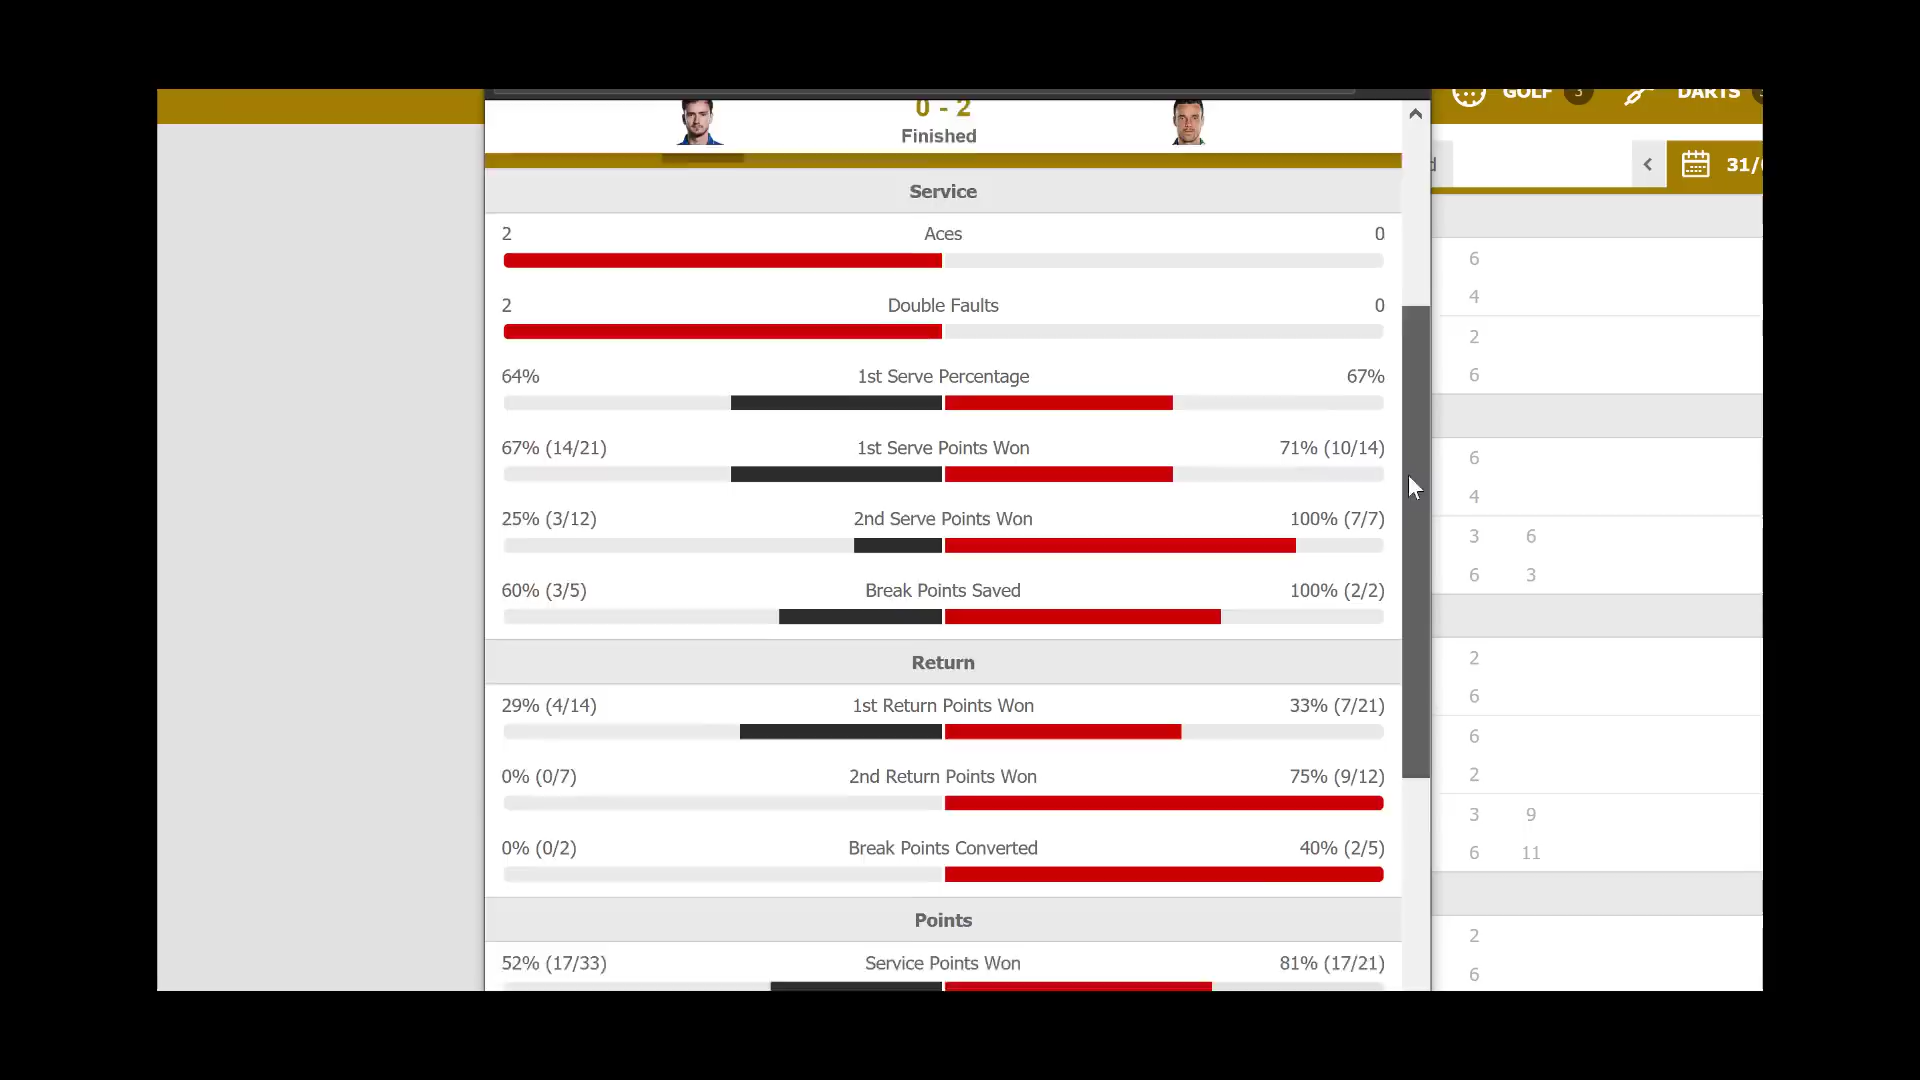 GOLF 3 DARTS
0 - 2
Finished
31/
Service
2 Aces 0
2 Double Faults 0
64% 1st Serve Percentage 67%
67% (14/21) 1st Serve Points Won 71% (10/14)
25% (3/12) 2nd Serve Points Won 100% (7/7)
60% (3/5) Break Points Saved 100% (2/2)
Return
29% (4/14) 1st Return Points Won 33% (7/21)
0% (0/7) 2nd Return Points Won 75% (9/12)
0% (0/2) Break Points Converted 40% (2/5)
Points
52% (17/33) Service Points Won 81% (17/21)
6
4
2
6
6
4
3 6
6 3
2
6
6
2
3 9
6 11
2
6